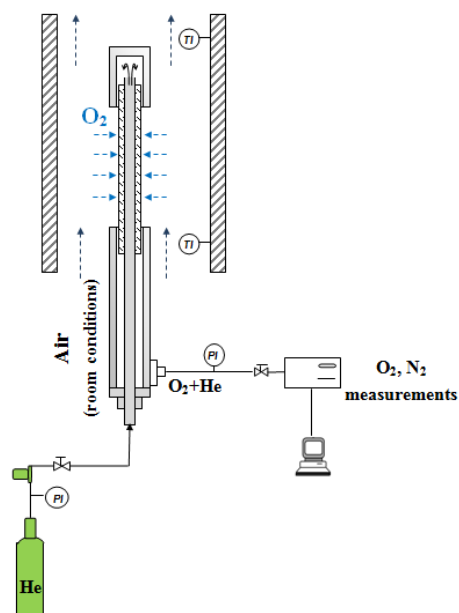 TI
O2
TI
Air
(room conditions)
PI
O2+He
O2, N2
measurements
PI
He